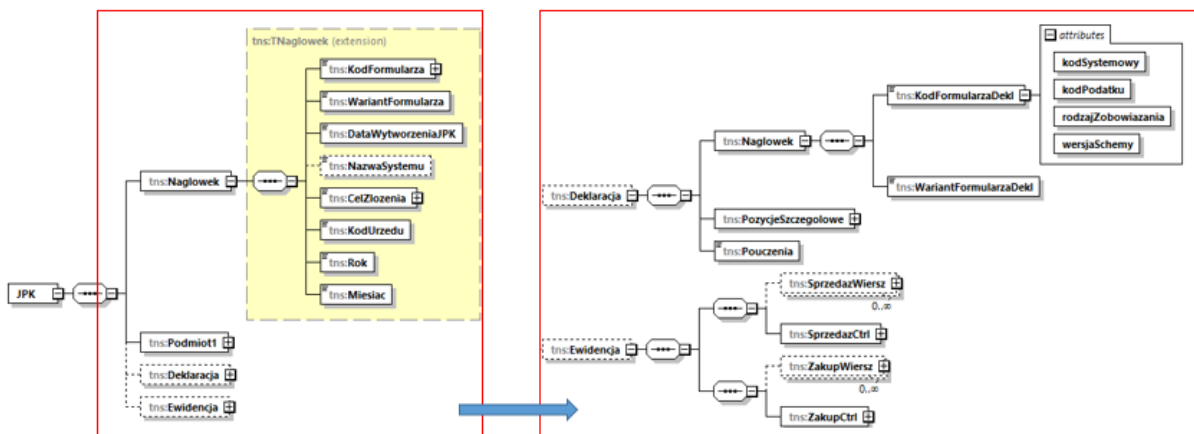 tns:TNaglowek (extension)
tns:KodFormularza
tns:WariantFormularza
tns:DataWytworzeniaJPK
tns:NazwaSystemu
tns:Naglowek
tns:CelZlozenia
tns:KodUrzedu
tns:Rok
JPK
tns:Miesiac
tns:Podmiot1
tns:Deklaracja
tns:Ewidencja
attributes
kodSystemowy
tns:KodFormularzaDekl
kodPodatku
rodzajZobowiazania
tns:Naglowek
wersjaSchemy
tns:Deklaracja
tns:WariantFormularzaDekl
tns:PozycjeSzczegolowe
tns:Pouczenia
tns:SprzedazWiersz
0..∞
tns:SprzedazCtrl
tns:Ewidencja
tns:ZakupWiersz
0..∞
tns:ZakupCtrl